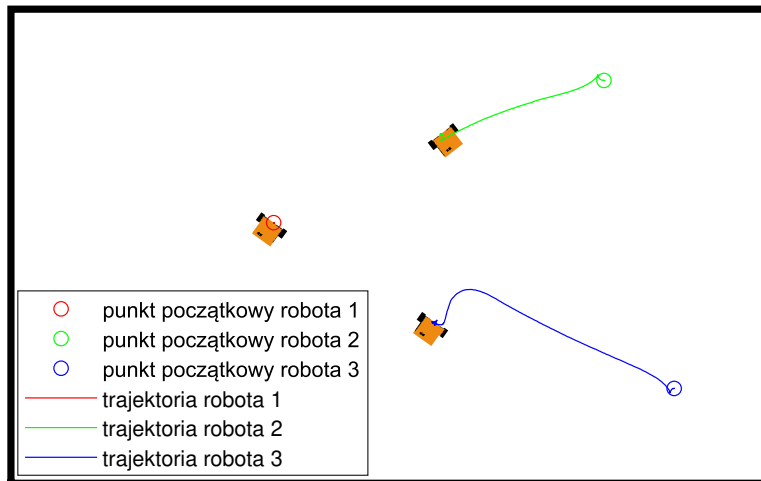 punkt początkowy robota 1
punkt początkowy robota 2
punkt początkowy robota 3
trajektoria robota 1
trajektoria robota 2
trajektoria robota 3